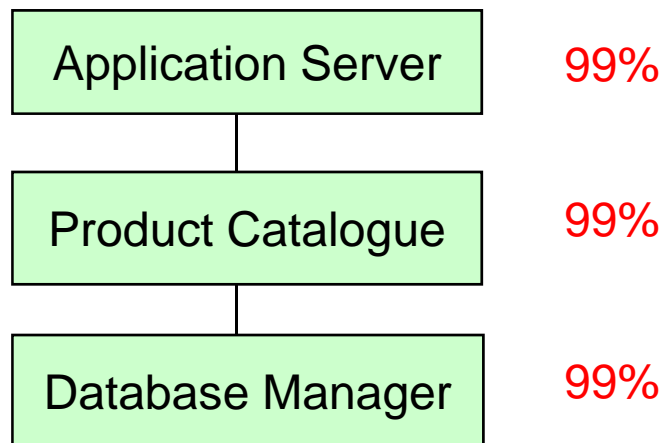 Application Server 99%
Product Catalogue 99%
Database Manager 99%